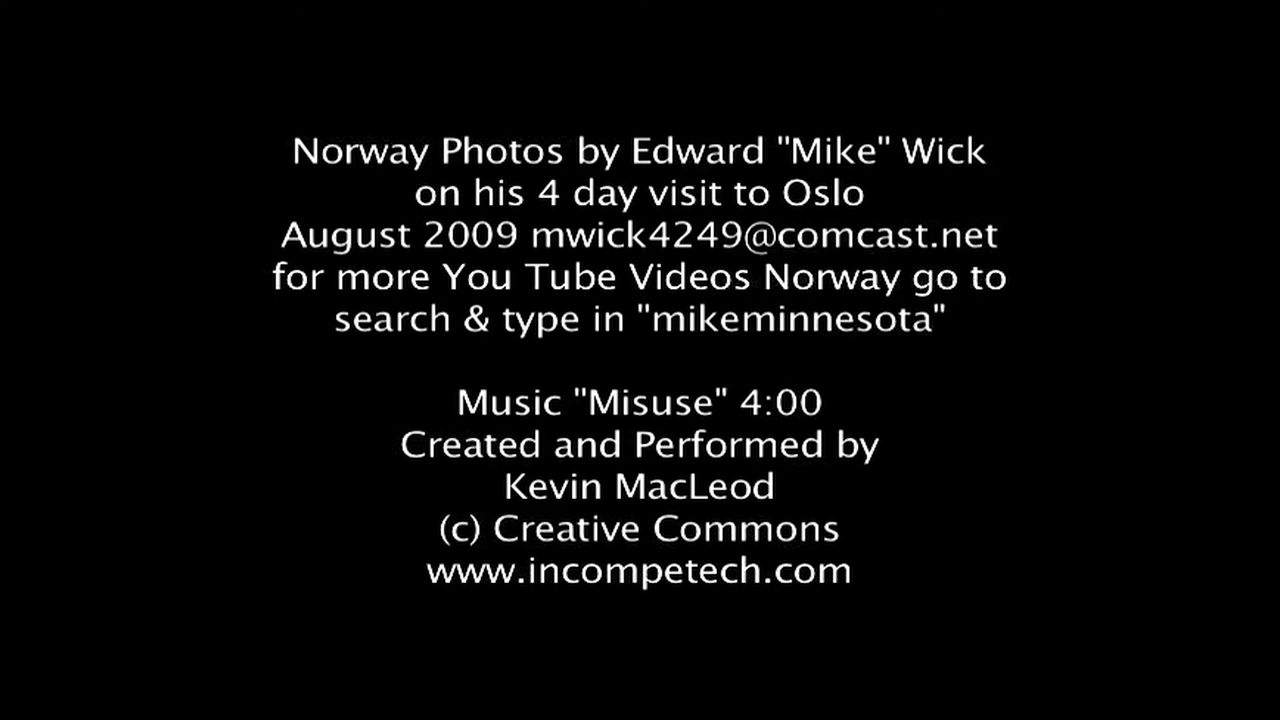 Norway Photos by Edward "Mike" Wick
on his 4 day visit to Oslo
August 2009 mwick4249@comcast.net
for more You Tube Videos Norway go to
search & type in "mikeminnesota"
Music "Misuse" 4:00
Created and Performed by
Kevin MacLeod
(c) Creative Commons
www.incompetech.com